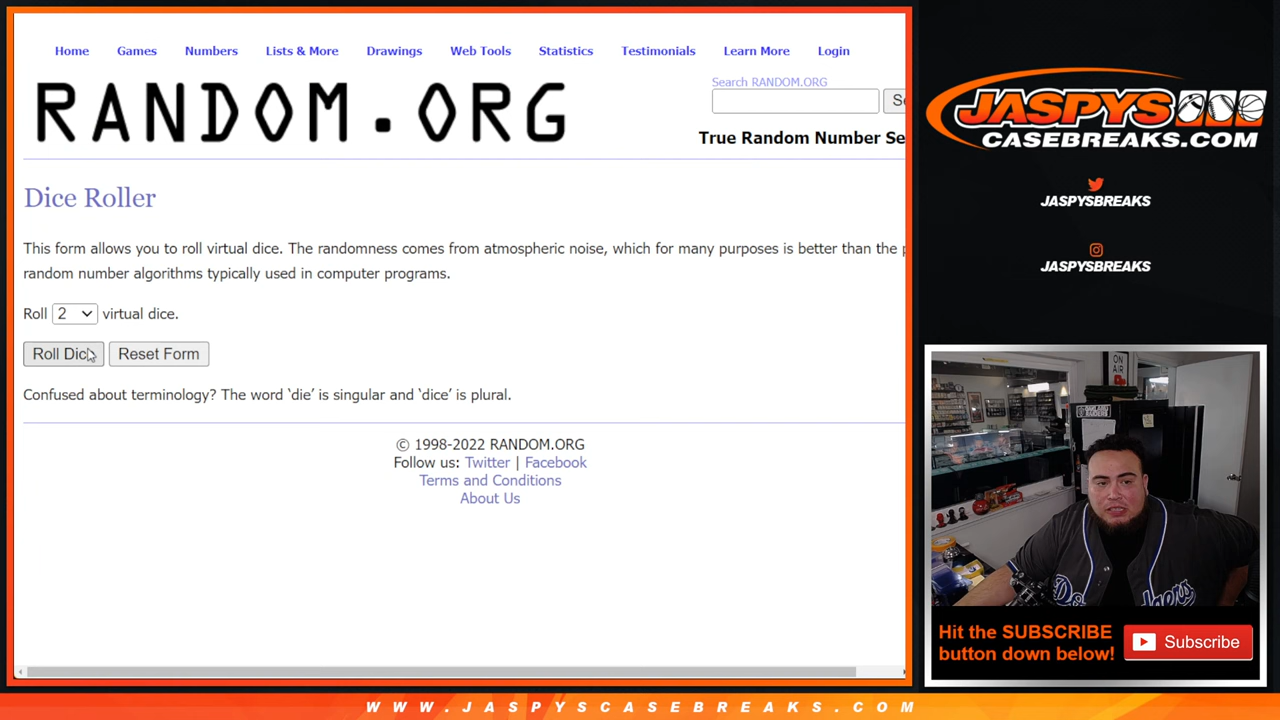 Home Games Numbers Lists & More Drawings Web Tools Statistics Testimonials Learn More Login
RANDOM.ORG
Search RANDOM.ORG
True Random Number Se
Dice Roller
This form allows you to roll virtual dice. The randomness comes from atmospheric noise, which for many purposes is better than the p
random number algorithms typically used in computer programs.
Roll 2 virtual dice.
Roll Dice Reset Form
Confused about terminology? The word ‘die’ is singular and ‘dice’ is plural.
© 1998-2022 RANDOM.ORG
Follow us: Twitter | Facebook
Terms and Conditions
About Us
JASPYS
CASEBREAKS.COM
JASPYSBREAKS
JASPYSBREAKS
ON
AIR
Hit the SUBSCRIBE
button down below!
Subscribe
WWW.JASPYSCASEBREAKS.COM